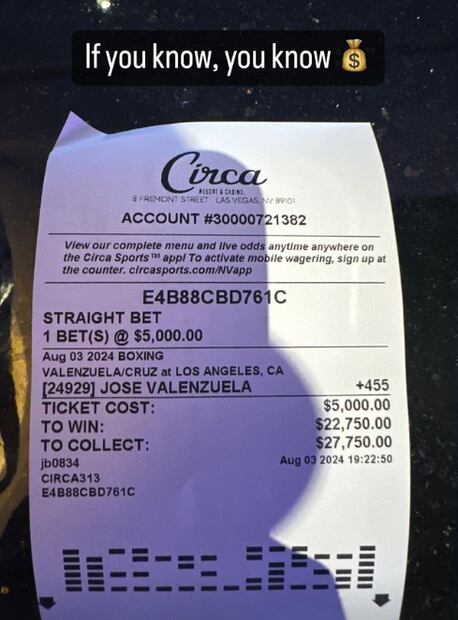 If you know, you know 💰
Circa
RESORT & CASINO
8 FREMONT STREET LAS VEGAS, NV 89101
ACCOUNT #30000721382
View our complete menu and live odds anytime anywhere on
the Circa Sports™ app! To activate mobile wagering, sign up at
the counter. circasports.com/NVapp
E4B88CBD761C
STRAIGHT BET
1 BET(S) @ $5,000.00
Aug 03 2024 BOXING
VALENZUELA/CRUZ at LOS ANGELES, CA
[24929] JOSE VALENZUELA +455
TICKET COST: $5,000.00
TO WIN: $22,750.00
TO COLLECT: $27,750.00
jb0834 Aug 03 2024 19:22:50
CIRCA313
E4B88CBD761C